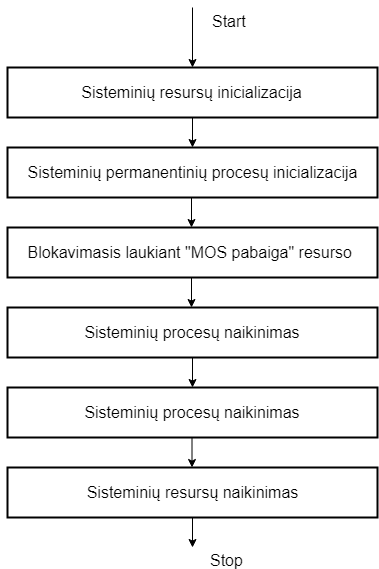 Start
Sisteminių resursų inicializacija
Sisteminių permanentinių procesų inicializacija
Blokavimasis laukiant "MOS pabaiga" resurso
Sisteminių procesų naikinimas
Sisteminių procesų naikinimas
Sisteminių resursų naikinimas
Stop